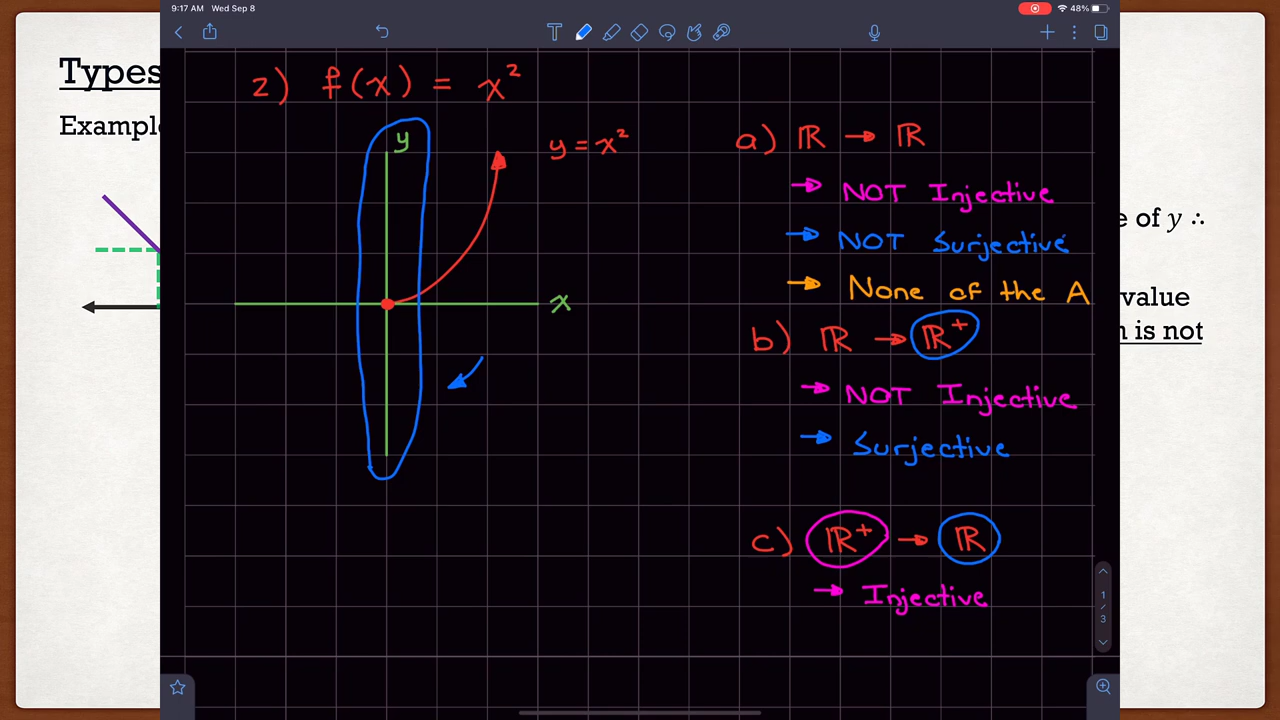 9:17 AM Wed Sep 8
48%
T
Types
Example
2) f(x) = x²
y
y = x²
x
a) ℝ → ℝ
→ NOT Injective
→ NOT Surjective
→ None of the A
b) ℝ → ℝ⁺
→ NOT Injective
→ Surjective
c) ℝ⁺ → ℝ
→ Injective
e of y ∴
value
is not
1
/
3